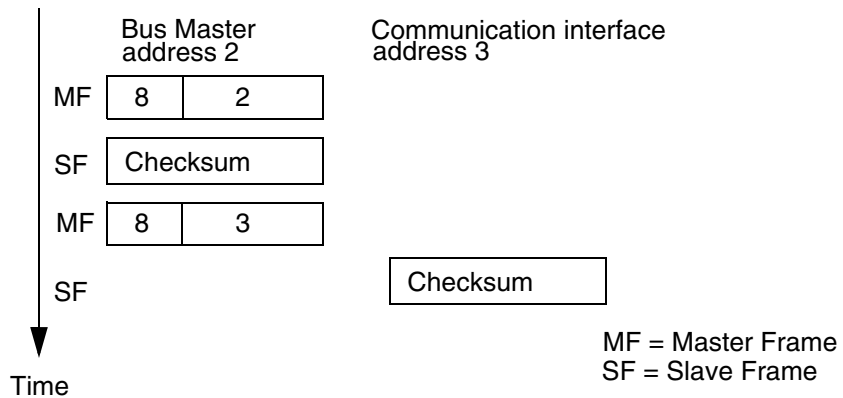 Bus Master
address 2
Communication interface
address 3
MF 8 2
SF Checksum
MF 8 3
SF Checksum
MF = Master Frame
SF = Slave Frame
Time